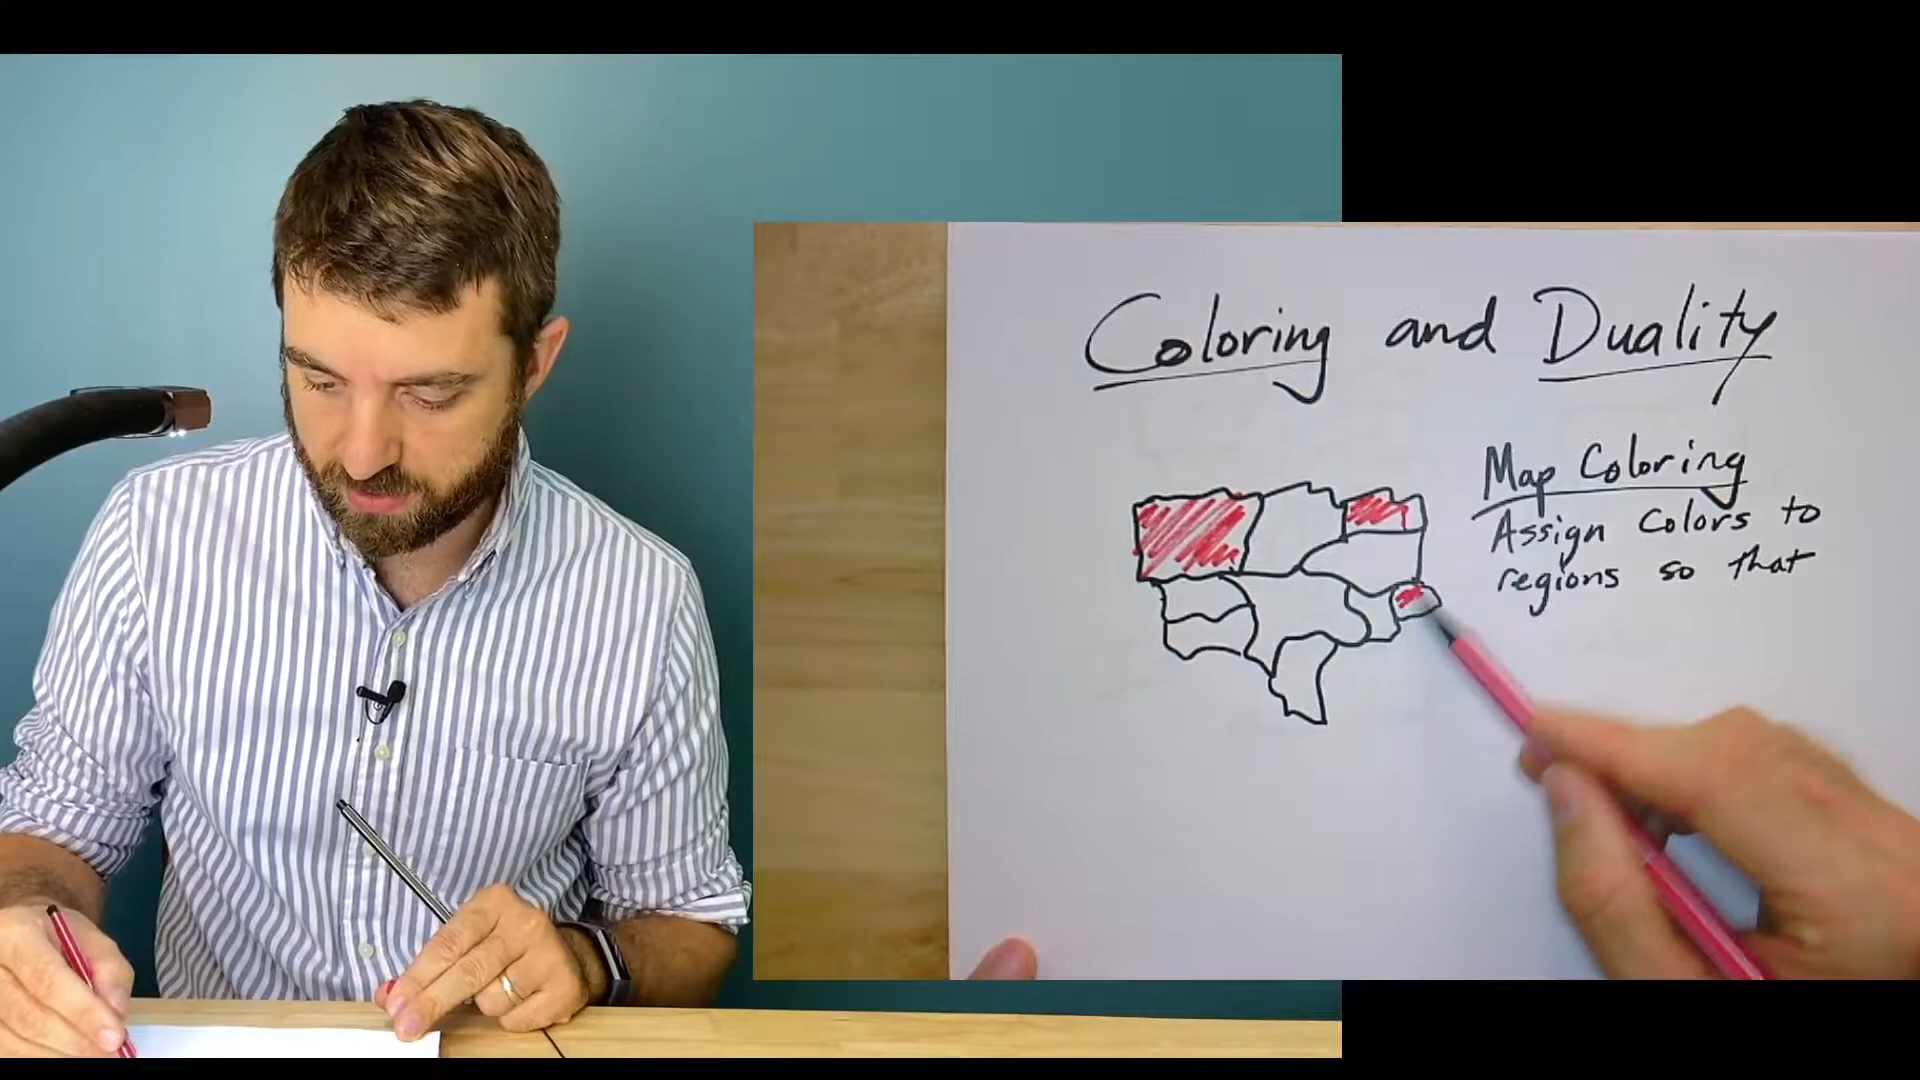 Coloring and Duality
Map Coloring
Assign Colors to
regions so that